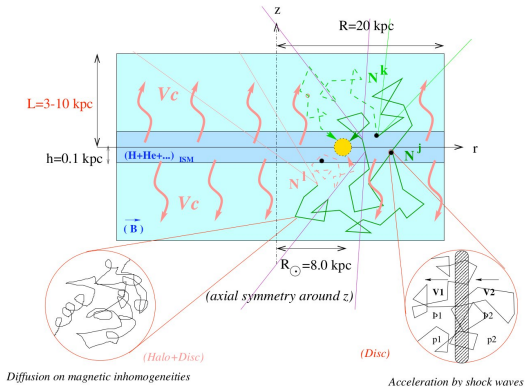 z
R=20 kpc
N k
Vc
L=3-10 kpc
h=0.1 kpc
(H+He+...) ISM
r
N j
N l
Vc
(B)
R⊙=8.0 kpc
(axial symmetry around z)
V1 V2
p1 p2
p1 p2
(Halo+Disc)
(Disc)
Diffusion on magnetic inhomogeneities
Acceleration by shock waves